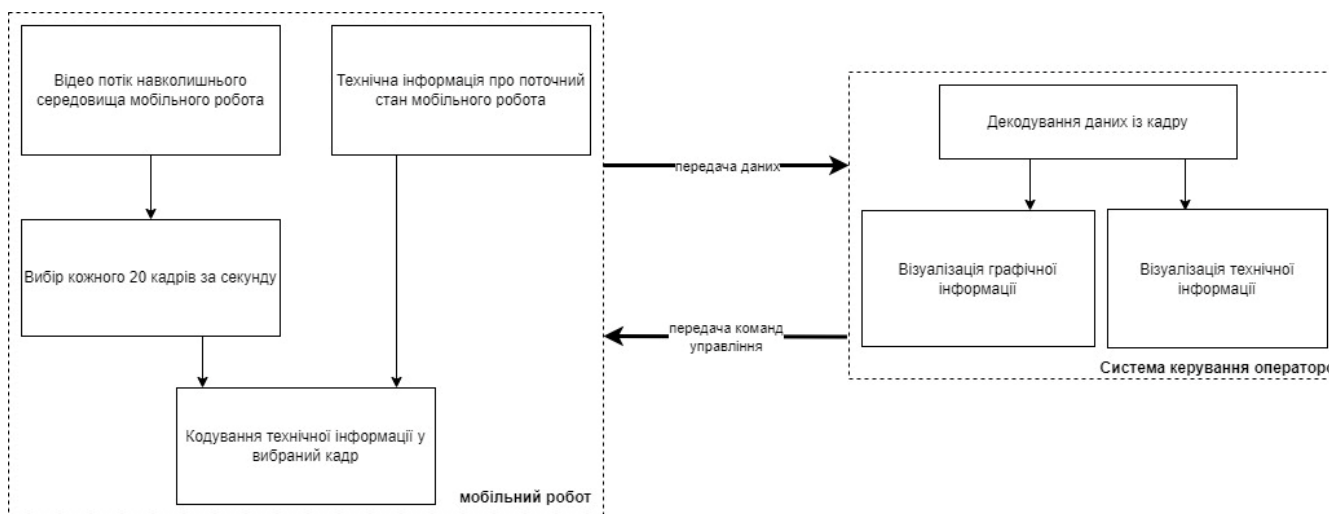 Відео потік навколишнього
середовища мобільного робота
Технічна інформація про поточний
стан мобільного робота
Вибір кожного 20 кадрів за секунду
Кодування технічної інформації у
вибраний кадр
мобільний робот
передача даних
передача команд
управління
Декодування даних із кадру
Візуалізація графічної
інформації
Візуалізація технічної
інформації
Система керування операторо